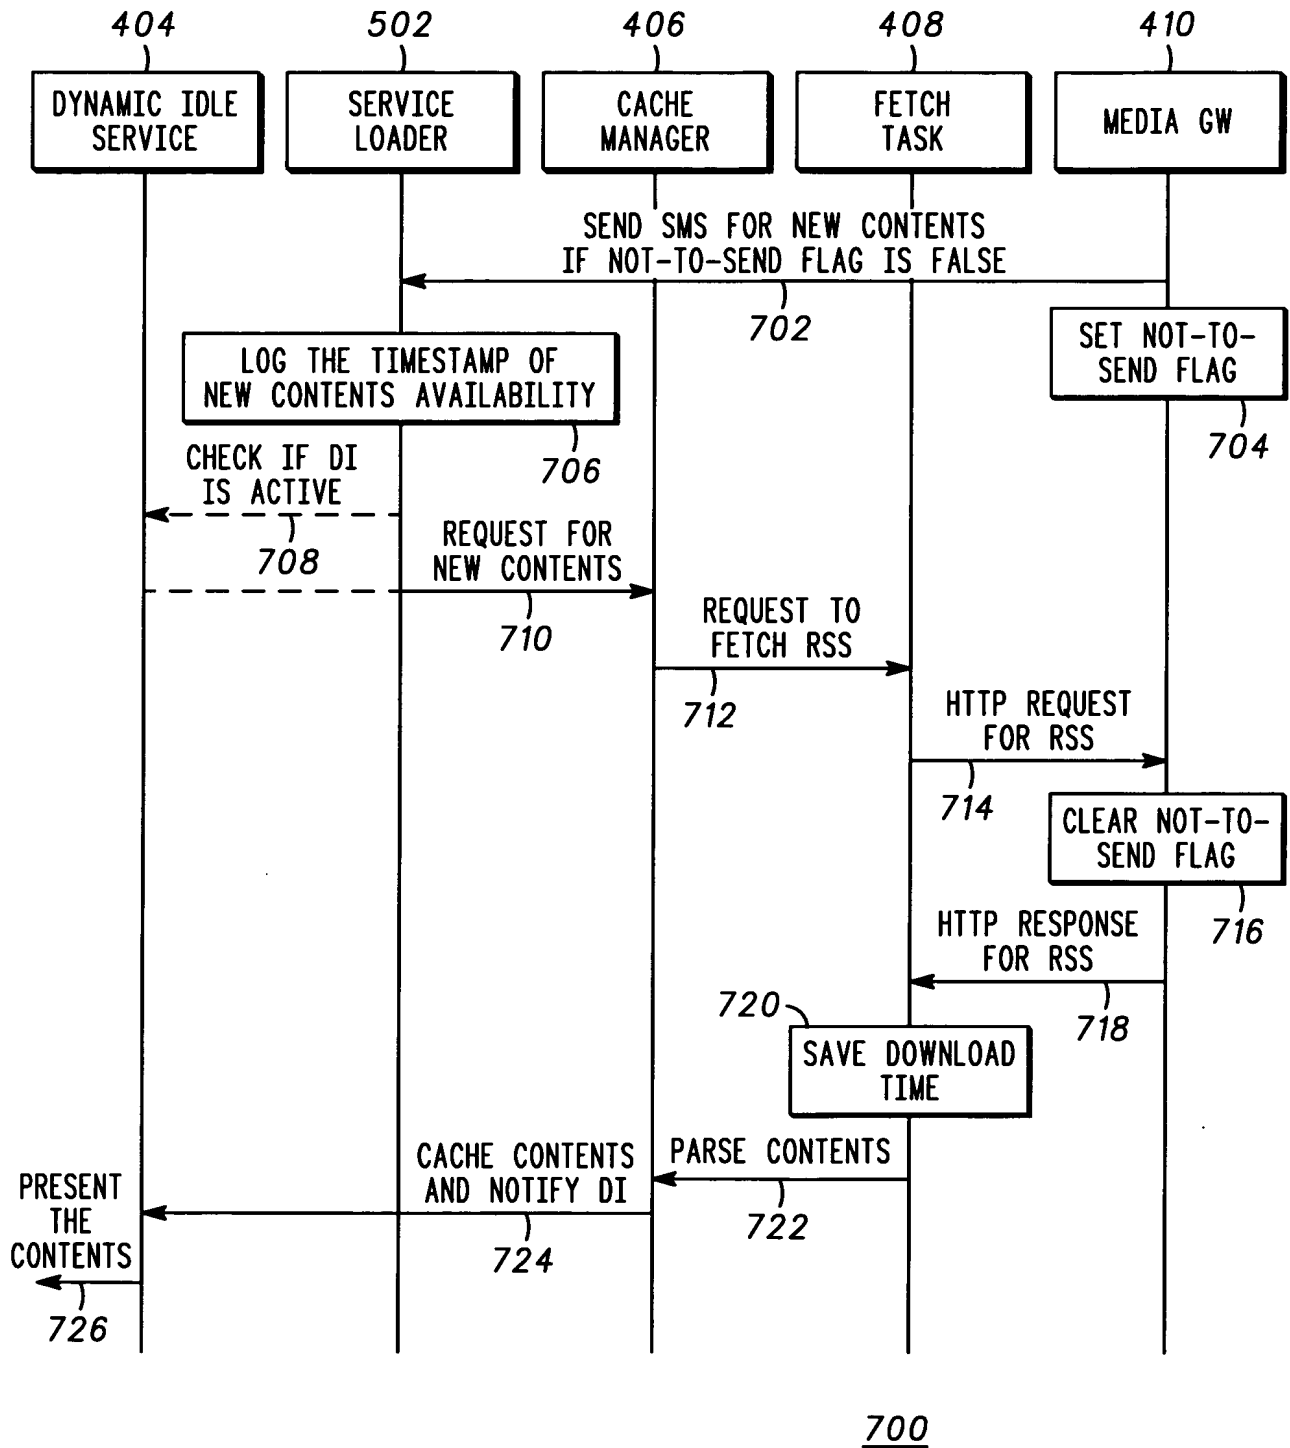 404
502
406
408
410
DYNAMIC IDLE
SERVICE
SERVICE
LOADER
CACHE
MANAGER
FETCH
TASK
MEDIA GW
SEND SMS FOR NEW CONTENTS
IF NOT-TO-SEND FLAG IS FALSE
702
SET NOT-TO-
SEND FLAG
704
LOG THE TIMESTAMP OF
NEW CONTENTS AVAILABILITY
706
CHECK IF DI
IS ACTIVE
708
REQUEST FOR
NEW CONTENTS
710
REQUEST TO
FETCH RSS
712
HTTP REQUEST
FOR RSS
714
CLEAR NOT-TO-
SEND FLAG
716
HTTP RESPONSE
FOR RSS
718
720
SAVE DOWNLOAD
TIME
PARSE CONTENTS
722
CACHE CONTENTS
AND NOTIFY DI
724
PRESENT
THE
CONTENTS
726
700